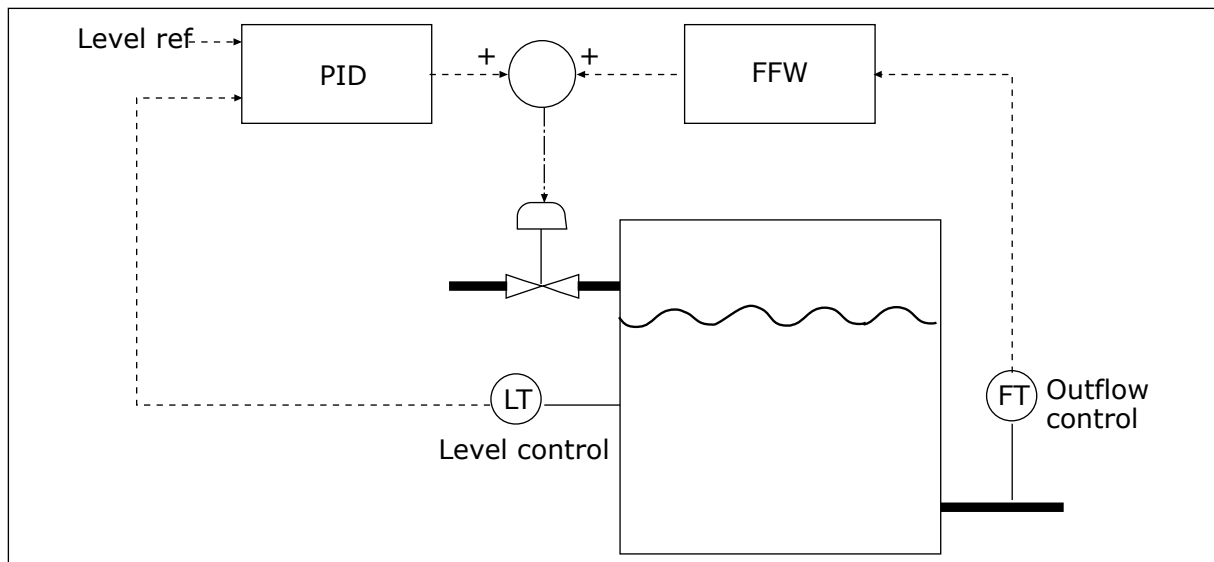 Level ref
PID
+
+
FFW
LT
Level control
FT
Outflow
control